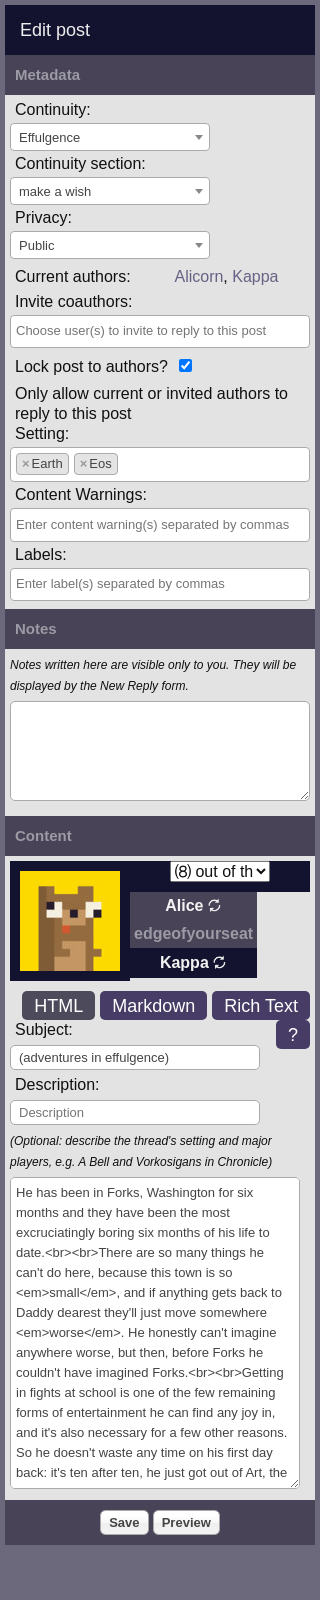 Edit post
Metadata
Continuity:
Effulgence
Continuity section:
make a wish
Privacy:
Public
Current authors: Alicorn, Kappa
Invite coauthors:
Choose user(s) to invite to reply to this post
Lock post to authors?
Only allow current or invited authors to
reply to this post
Setting:
×Earth ×Eos
Content Warnings:
Enter content warning(s) separated by commas
Labels:
Enter label(s) separated by commas
Notes
Notes written here are visible only to you. They will be
displayed by the New Reply form.
Content
(8) out of th
Alice
edgeofyourseat
Kappa
HTML Markdown Rich Text
Subject: ?
(adventures in effulgence)
Description:
Description
(Optional: describe the thread's setting and major
players, e.g. A Bell and Vorkosigans in Chronicle)
He has been in Forks, Washington for six
months and they have been the most
excruciatingly boring six months of his life to
date.<br><br>There are so many things he
can't do here, because this town is so
<em>small</em>, and if anything gets back to
Daddy dearest they'll just move somewhere
<em>worse</em>. He honestly can't imagine
anywhere worse, but then, before Forks he
couldn't have imagined Forks.<br><br>Getting
in fights at school is one of the few remaining
forms of entertainment he can find any joy in,
and it's also necessary for a few other reasons.
So he doesn't waste any time on his first day
back: it's ten after ten, he just got out of Art, the
Save Preview